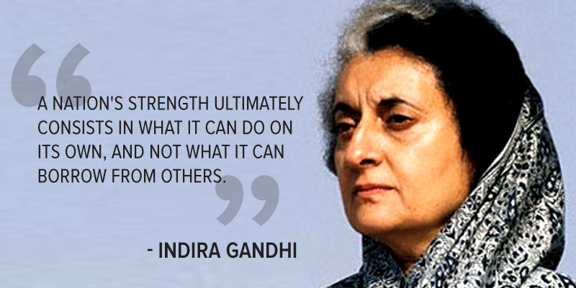 A NATION'S STRENGTH ULTIMATELY
CONSISTS IN WHAT IT CAN DO ON
ITS OWN, AND NOT WHAT IT CAN
BORROW FROM OTHERS.
- INDIRA GANDHI